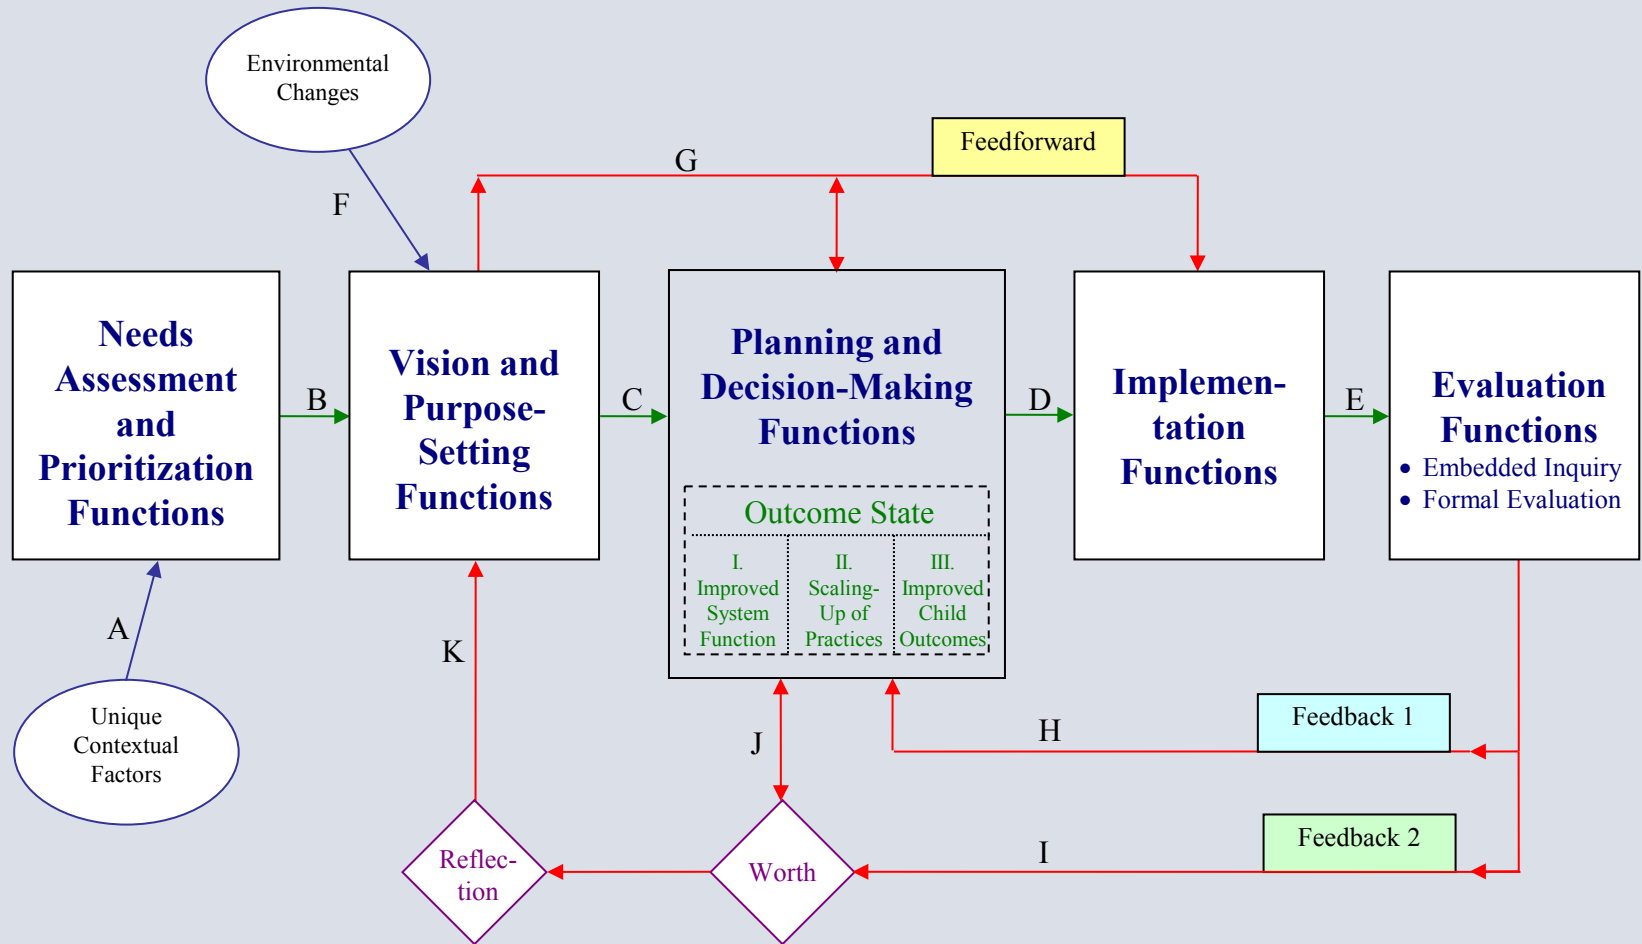 Environmental
Changes
Feedforward
G
F
Needs
Assessment
and
Prioritization
Functions
B
Vision and
Purpose-
Setting
Functions
C
Planning and
Decision-Making
Functions
Outcome State
I.
Improved
System
Function
II.
Scaling-
Up of
Practices
III.
Improved
Child
Outcomes
D
Implemen-
tation
Functions
E
Evaluation
Functions
• Embedded Inquiry
• Formal Evaluation
A
Unique
Contextual
Factors
K
J
H
Feedback 1
I
Feedback 2
Reflec-
tion
Worth